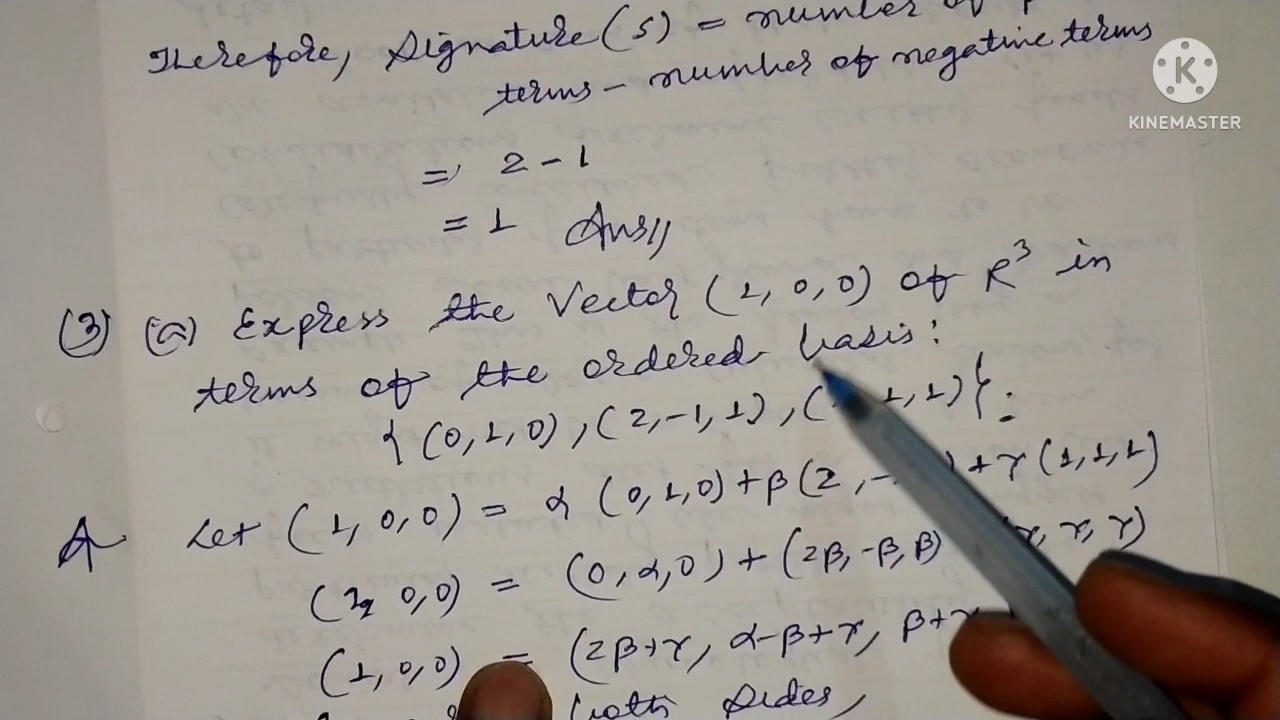 Therefore, Signature(s) = number of
terms - number of negative terms
= 2 - 1
= 1 Ans//
K
KINEMASTER
(3) (a) Express the Vector (1, 0, 0) of R³ in
terms of the ordered basis:
{ (0,1,0), (2,-1,1), ( 1,1)}:
A Let (1, 0, 0) = α (0,1,0) + β (2, ) + γ (1,1,1)
( 0,0) = (0, α, 0) + (2β, -β, β) γ, γ, γ)
(1, 0, 0) = (2β+γ, α-β+γ, β+γ
both sides,